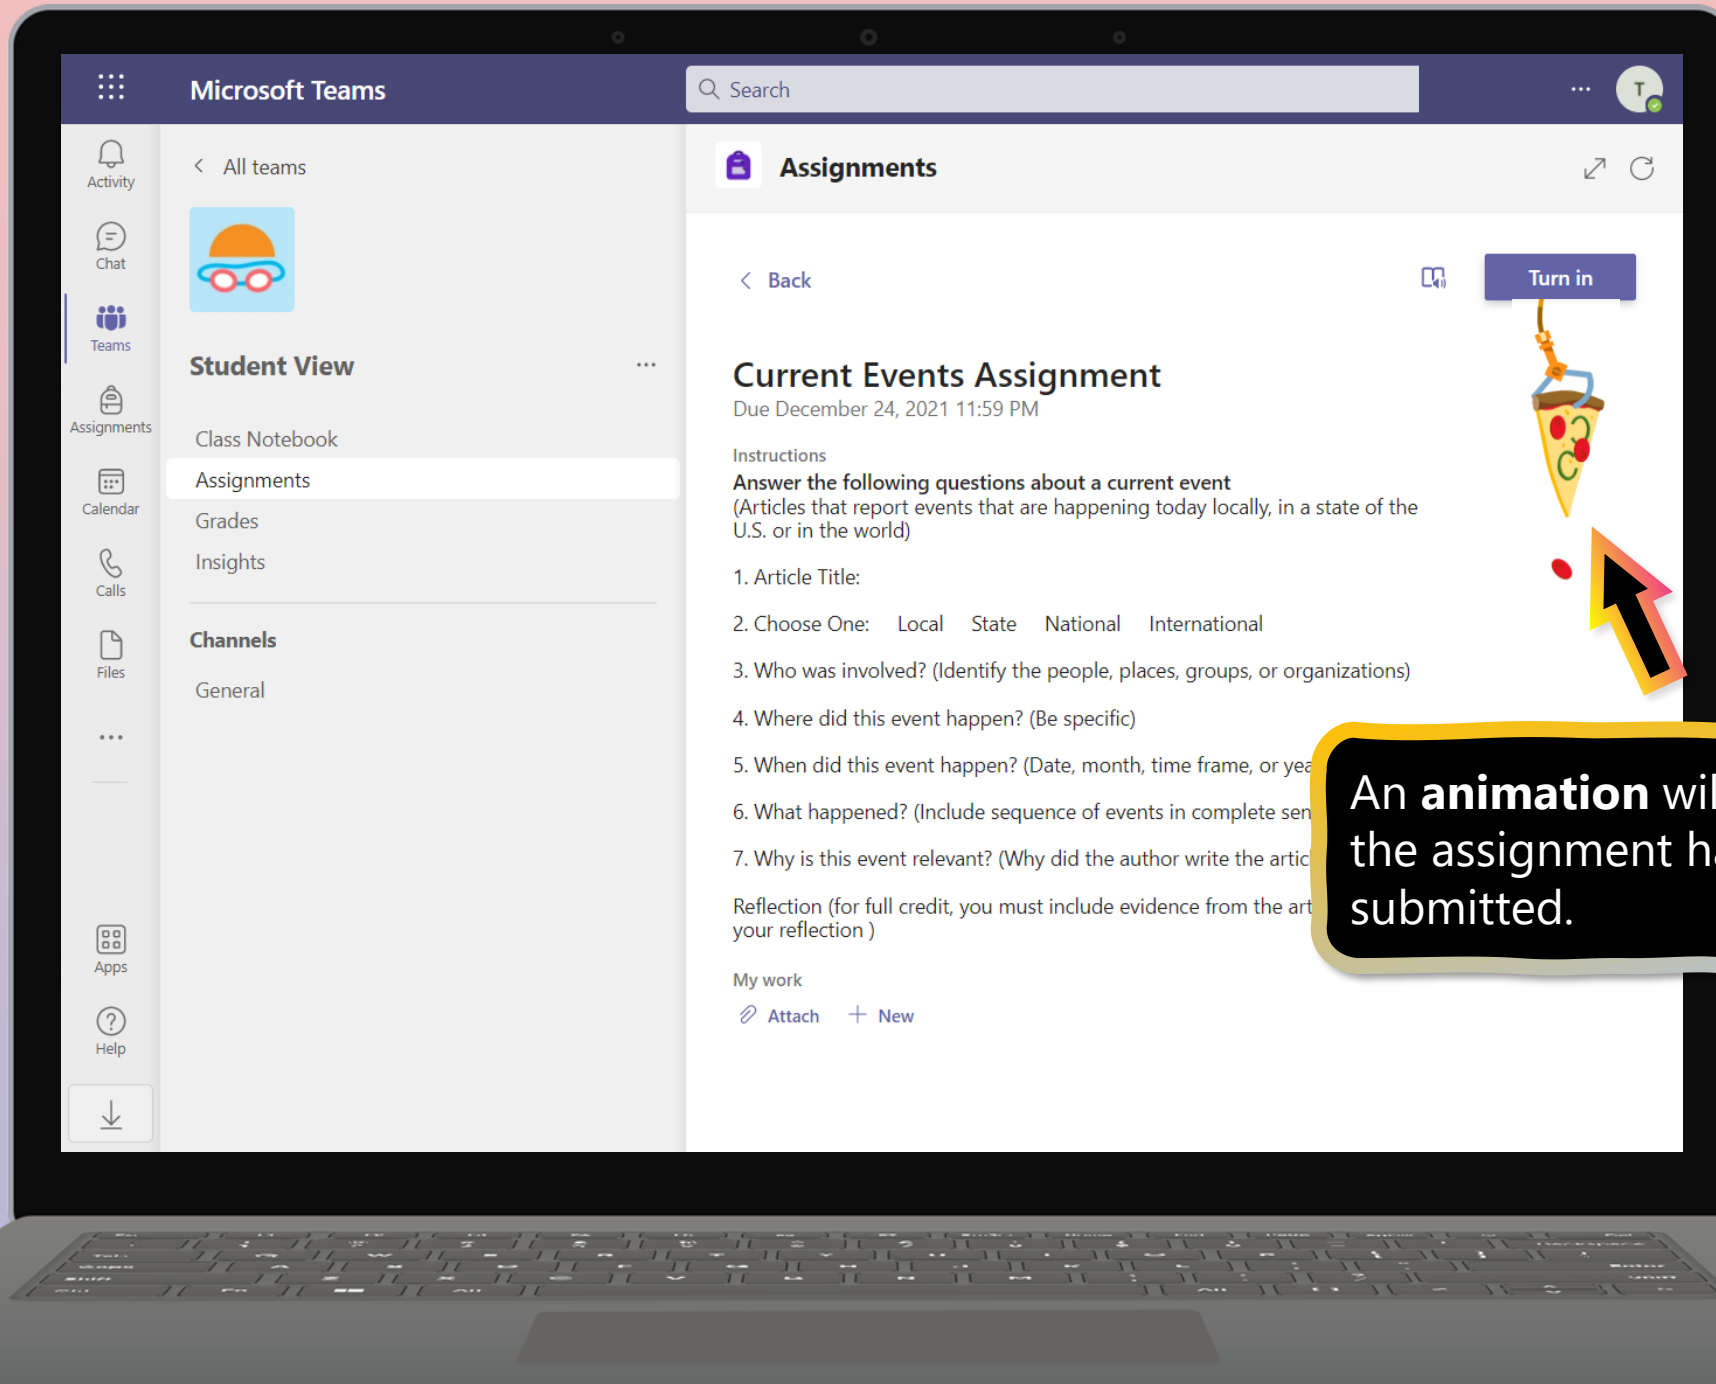 Microsoft Teams
Search
T
Activity
Chat
Teams
Assignments
Calendar
Calls
Files
Apps
Help
All teams
Student View
Class Notebook
Assignments
Grades
Insights
Channels
General
Assignments
Back
Turn in
Current Events Assignment
Due December 24, 2021 11:59 PM
Instructions
Answer the following questions about a current event
(Articles that report events that are happening today locally, in a state of the
U.S. or in the world)
1. Article Title:
2. Choose One: Local State National International
3. Who was involved? (Identify the people, places, groups, or organizations)
4. Where did this event happen? (Be specific)
5. When did this event happen? (Date, month, time frame, or
6. What happened? (Include sequence of events in complete
7. Why is this event relevant? (Why did the author write the
Reflection (for full credit, you must include evidence from the
your reflection )
My work
Attach
New
An animation
the assignment
submitted.